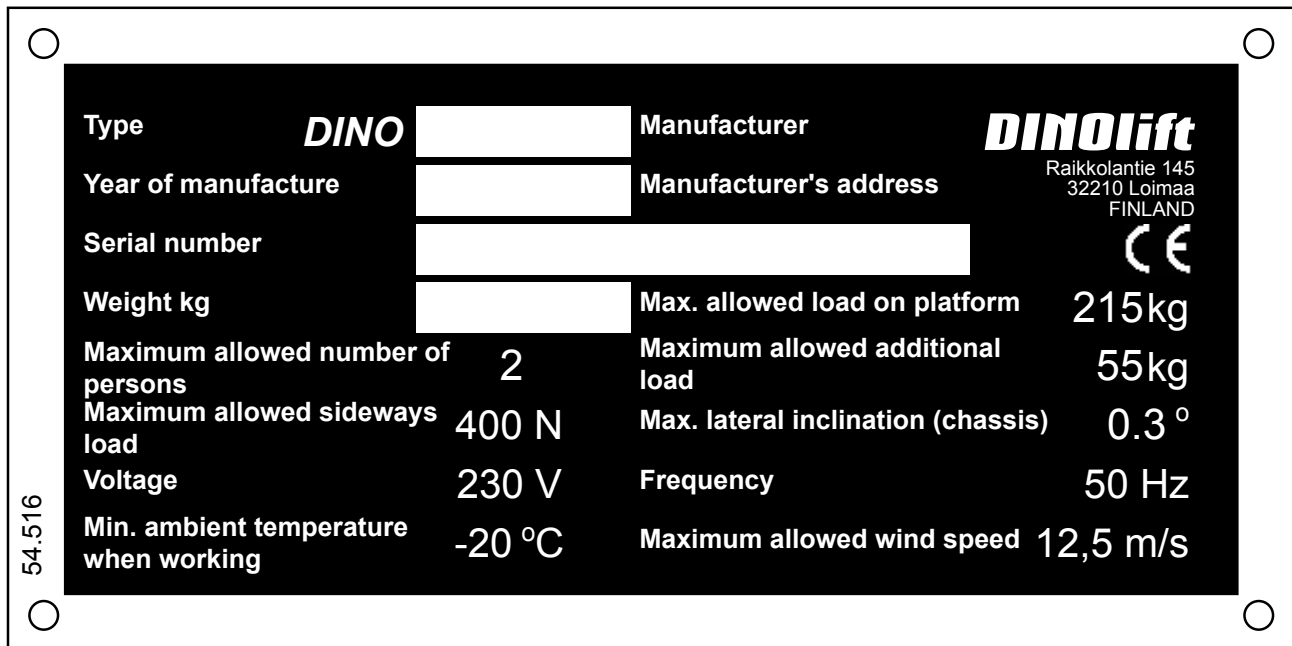 Type DINO Manufacturer DINOlift
Raikkolantie 145
Year of manufacture Manufacturer's address 32210 Loimaa
FINLAND
Serial number CE
Weight kg Max. allowed load on platform 215kg
Maximum allowed number of
persons 2 Maximum allowed additional
load 55kg
Maximum allowed sideways
load 400 N Max. lateral inclination (chassis) 0.3 º
Voltage 230 V Frequency 50 Hz
Min. ambient temperature
when working -20 ºC Maximum allowed wind speed 12,5 m/s
54.516